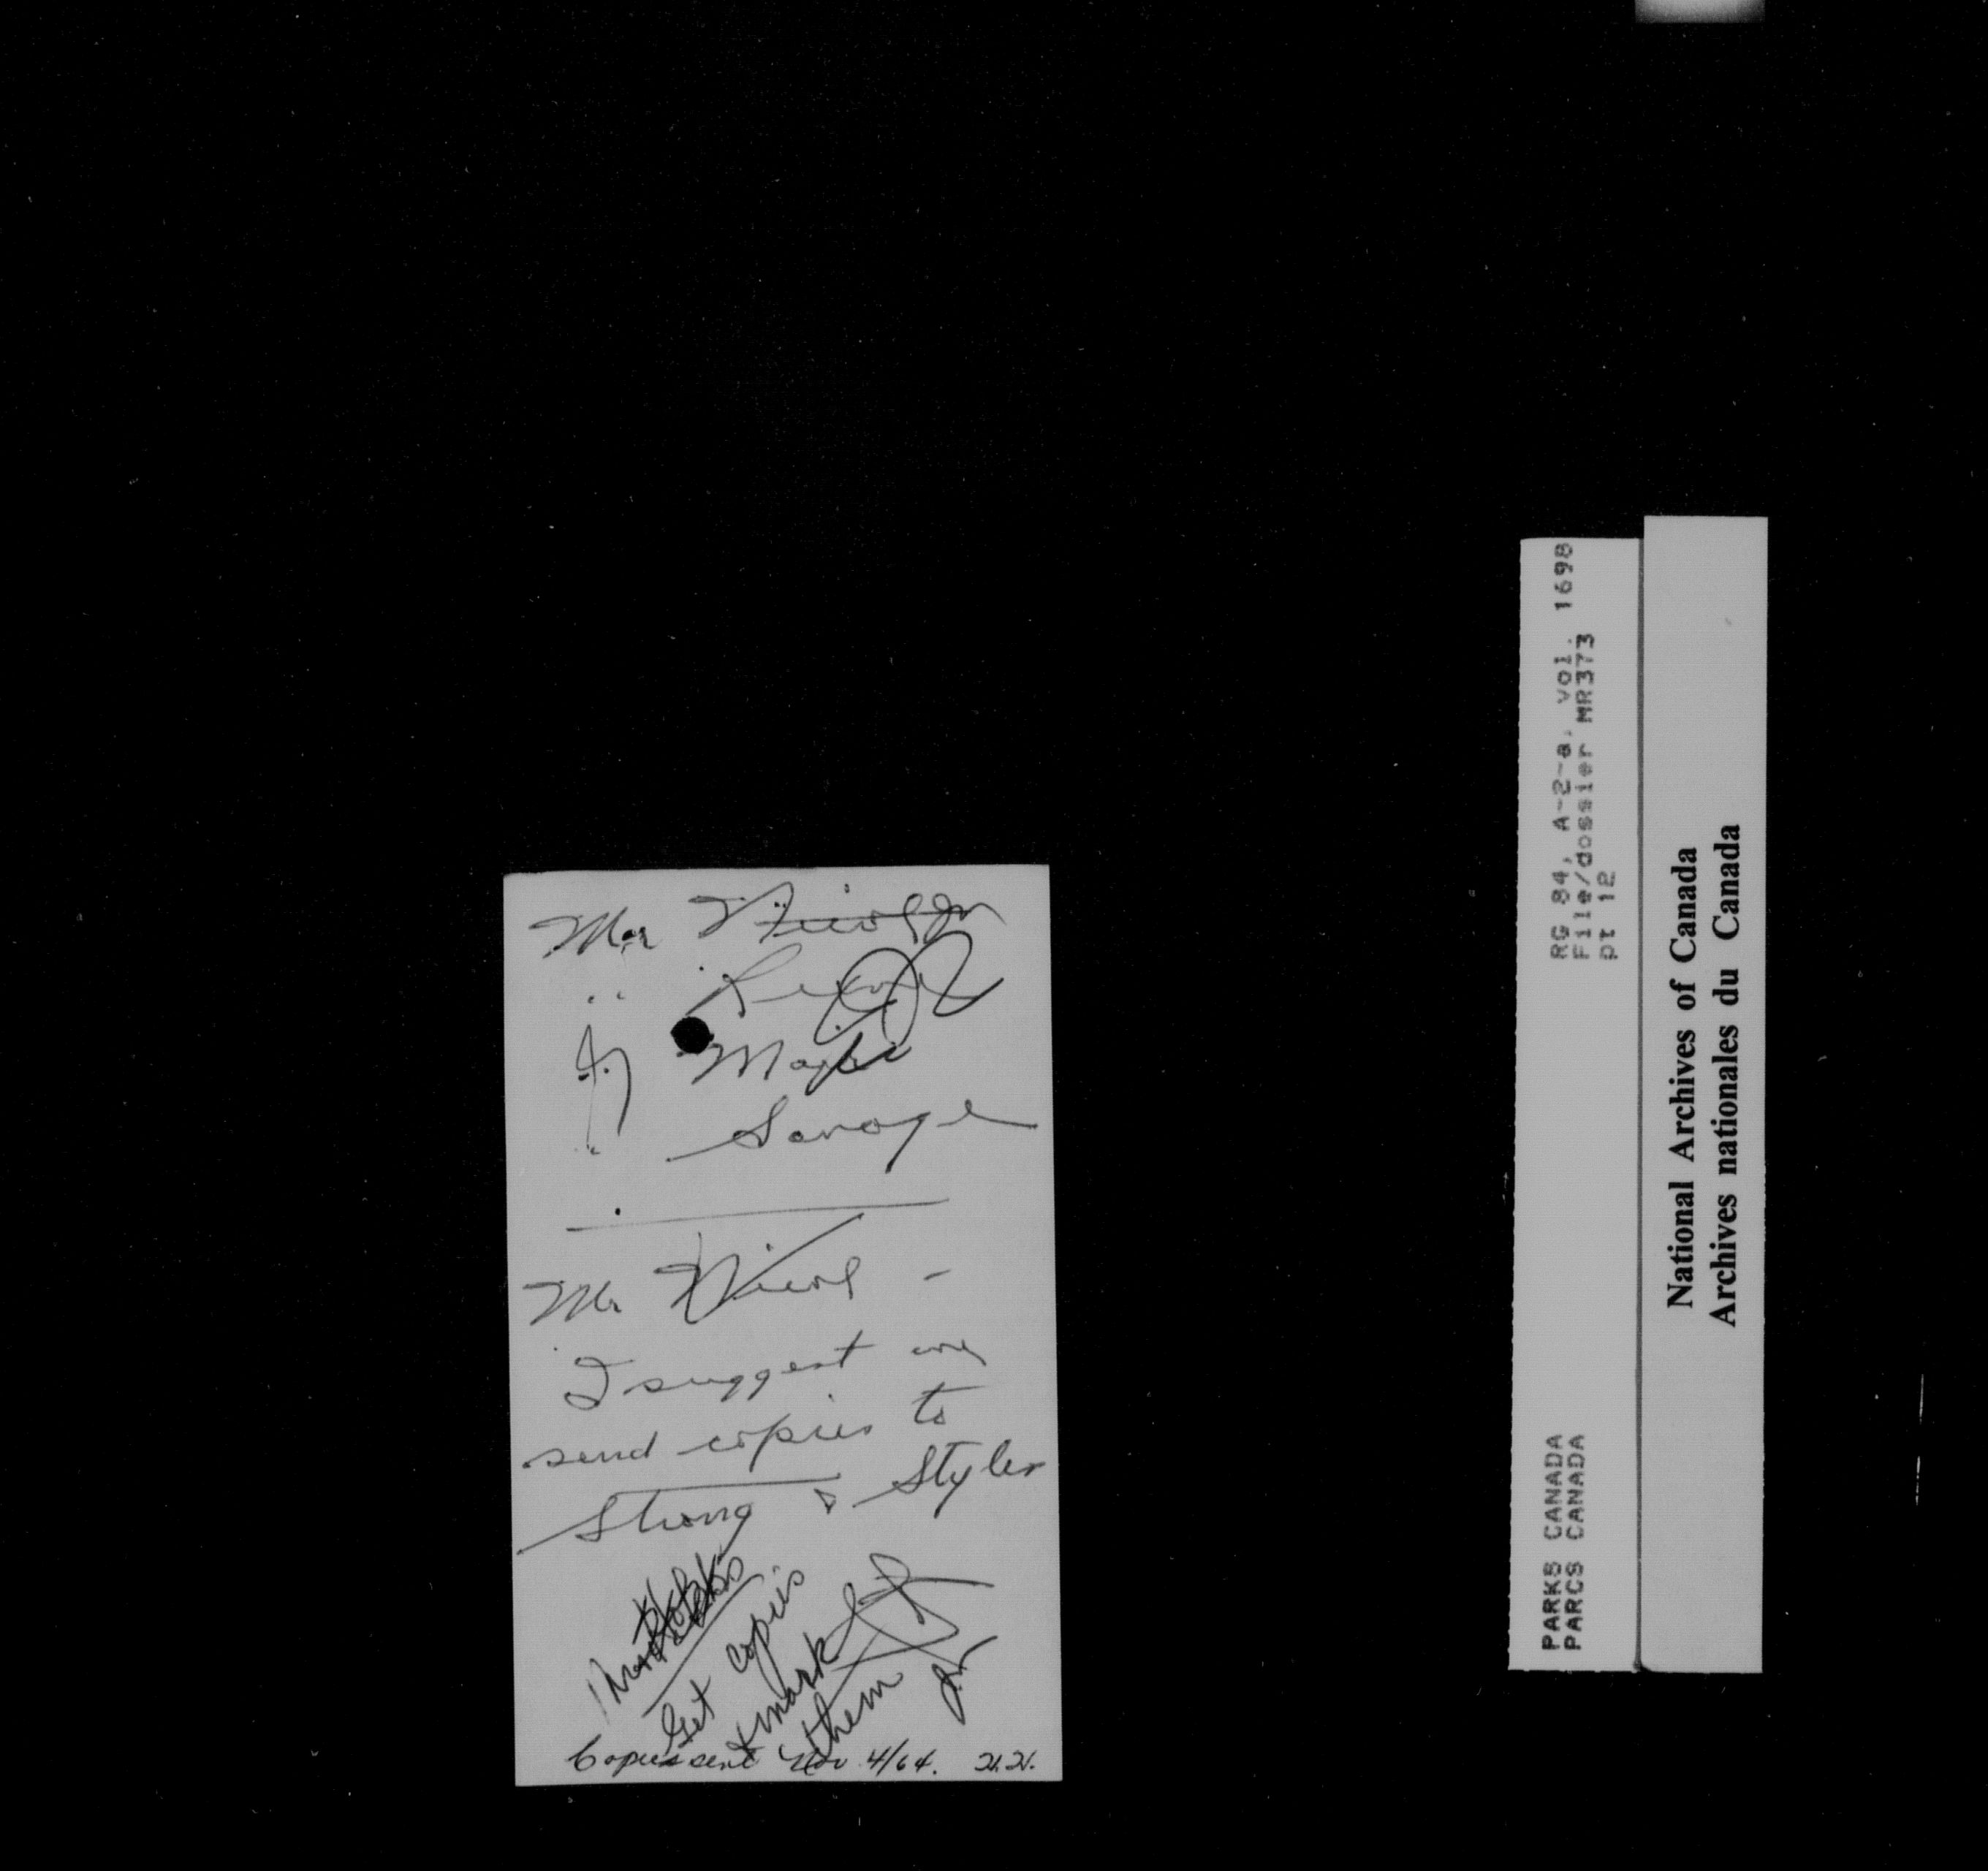 Mr Nicol
"
Savage
Mr Nicol -
I suggest we
send copies to
Strong & Styles
Get copies
& mark
them
Copies sent Nov 4/64.
RG 84, A-2-a, vol. 1698
File/dossier MR373
pt 12
PARKS CANADA
PARCS CANADA
National Archives of Canada
Archives nationales du Canada